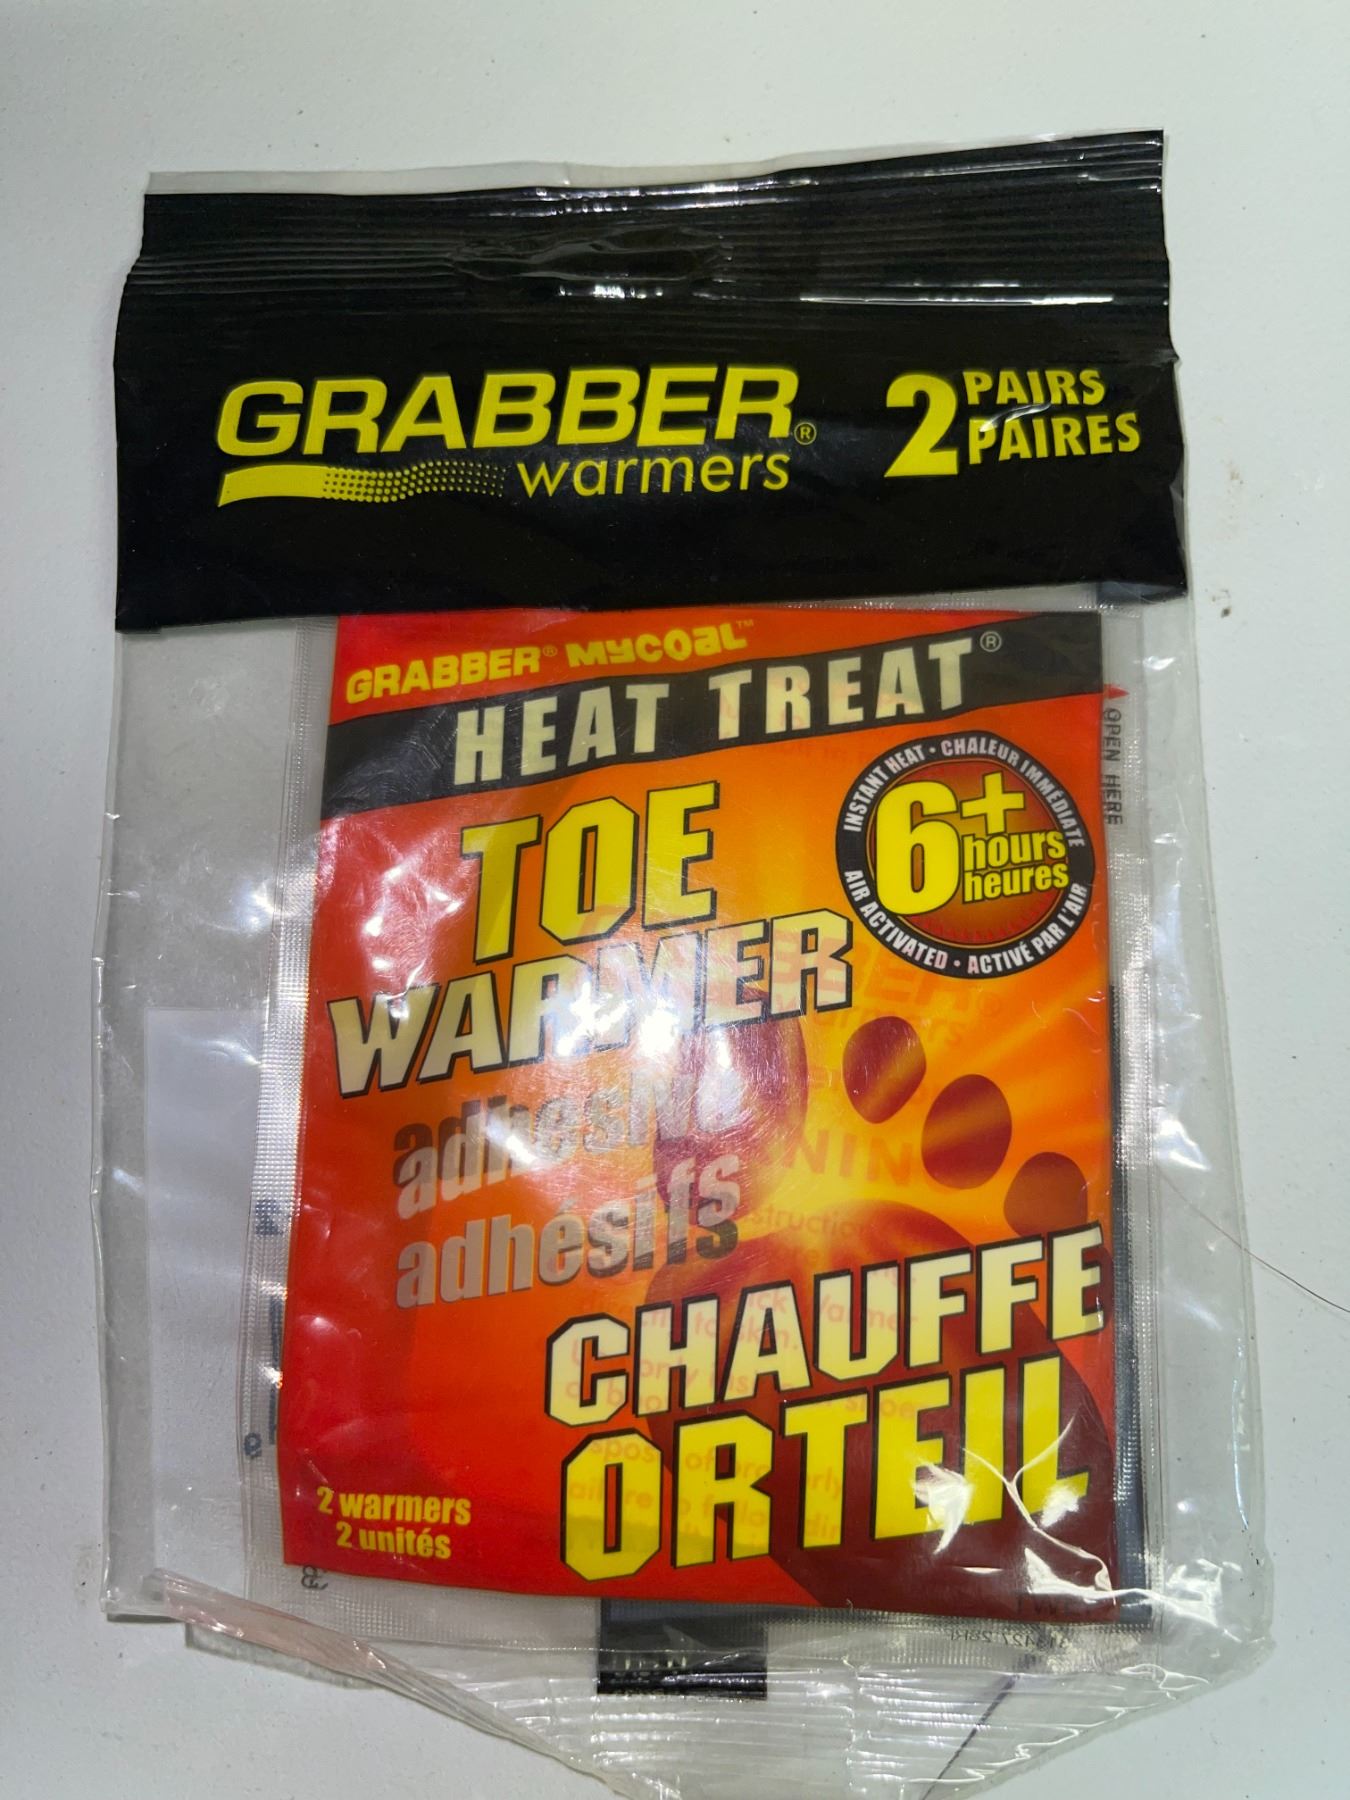 GRABBER®
warmers
2 PAIRS
PAIRES
GRABBER® MYCOAL™
HEAT TREAT®
OPEN HERE
INSTANT HEAT • CHALEUR IMMÉDIATE
6+
hours
heures
AIR ACTIVATED • ACTIVÉ PAR L'AIR
TOE
WARMER
adhésifs
CHAUFFE
ORTEIL
2 warmers
2 unités